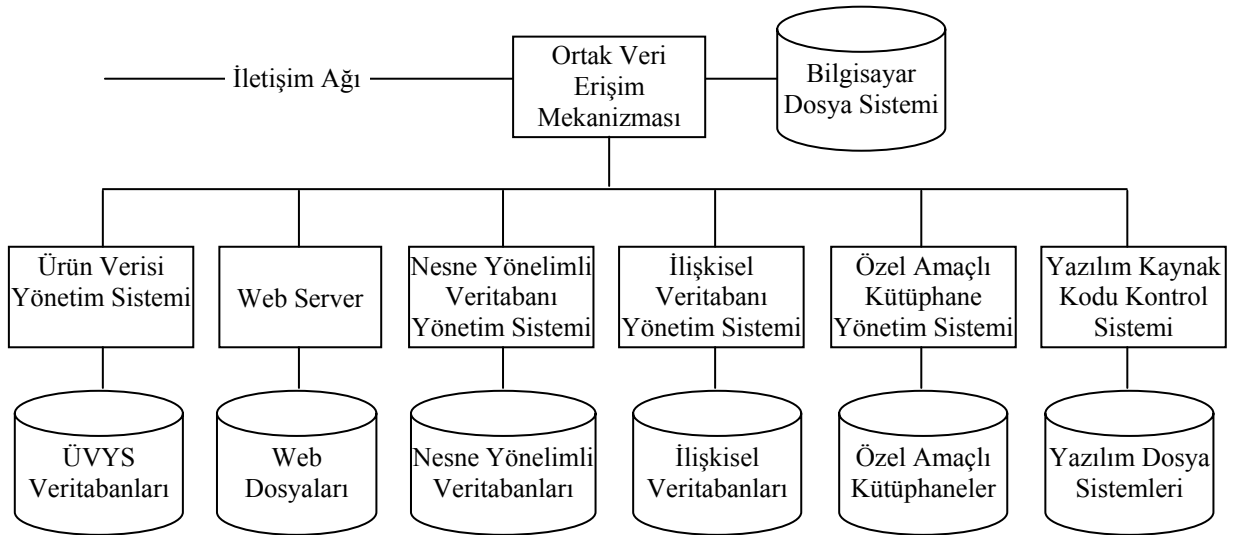 İletişim Ağı
Ortak Veri
Erişim
Mekanizması
Bilgisayar
Dosya Sistemi
Ürün Verisi
Yönetim Sistemi
Web Server
Nesne Yönelimli
Veritabanı
Yönetim Sistemi
İlişkisel
Veritabanı
Yönetim Sistemi
Özel Amaçlı
Kütüphane
Yönetim Sistemi
Yazılım Kaynak
Kodu Kontrol
Sistemi
ÜVYS
Veritabanları
Web
Dosyaları
Nesne Yönelimli
Veritabanları
İlişkisel
Veritabanları
Özel Amaçlı
Kütüphaneler
Yazılım Dosya
Sistemleri